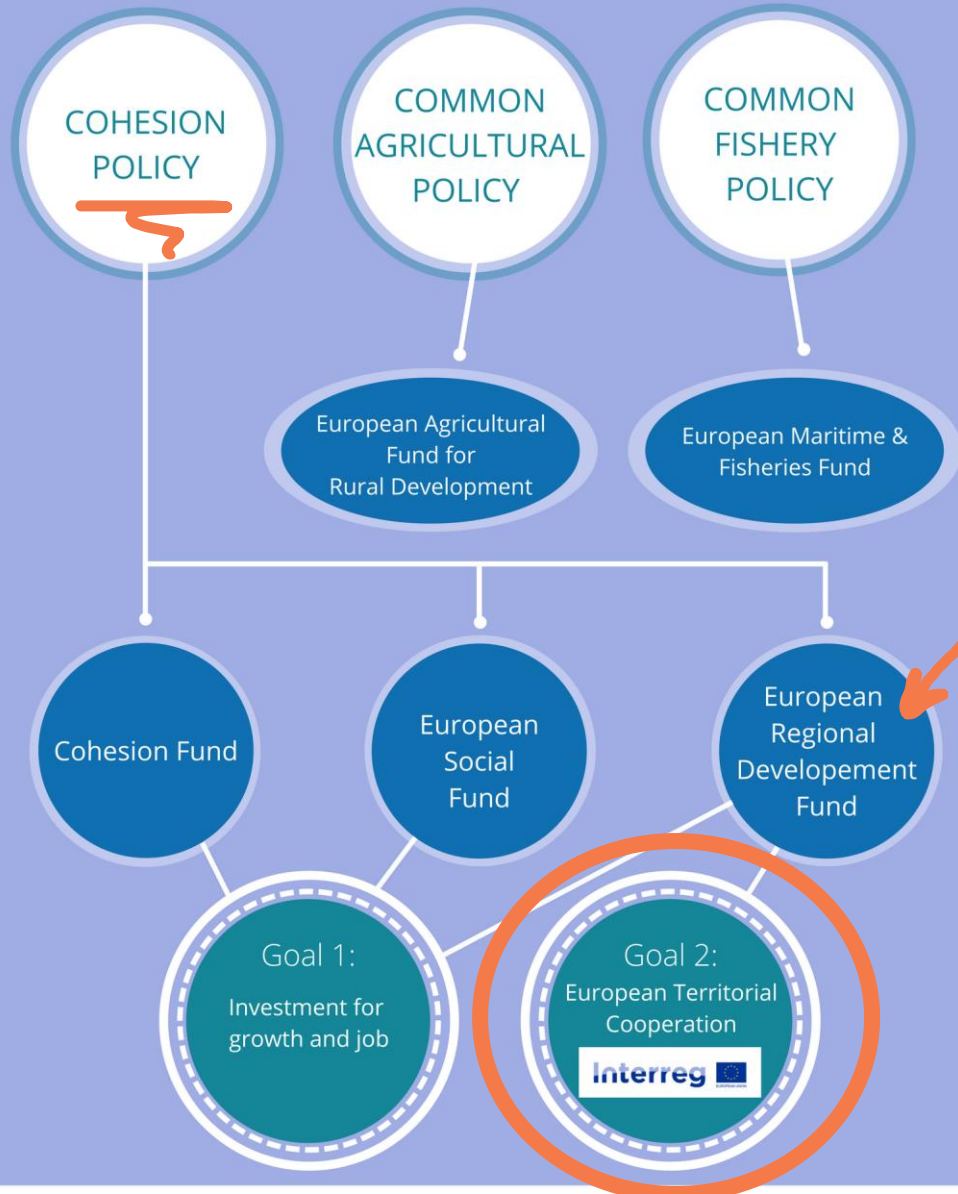 COHESION
POLICY
COMMON
AGRICULTURAL
POLICY
COMMON
FISHERY
POLICY
European Agricultural
Fund for
Rural Development
European Maritime &
Fisheries Fund
Cohesion Fund
European
Social
Fund
European
Regional
Developement
Fund
Goal 1:
Investment for
growth and job
Goal 2:
European Territorial
Cooperation
Interreg
EUROPEAN UNION